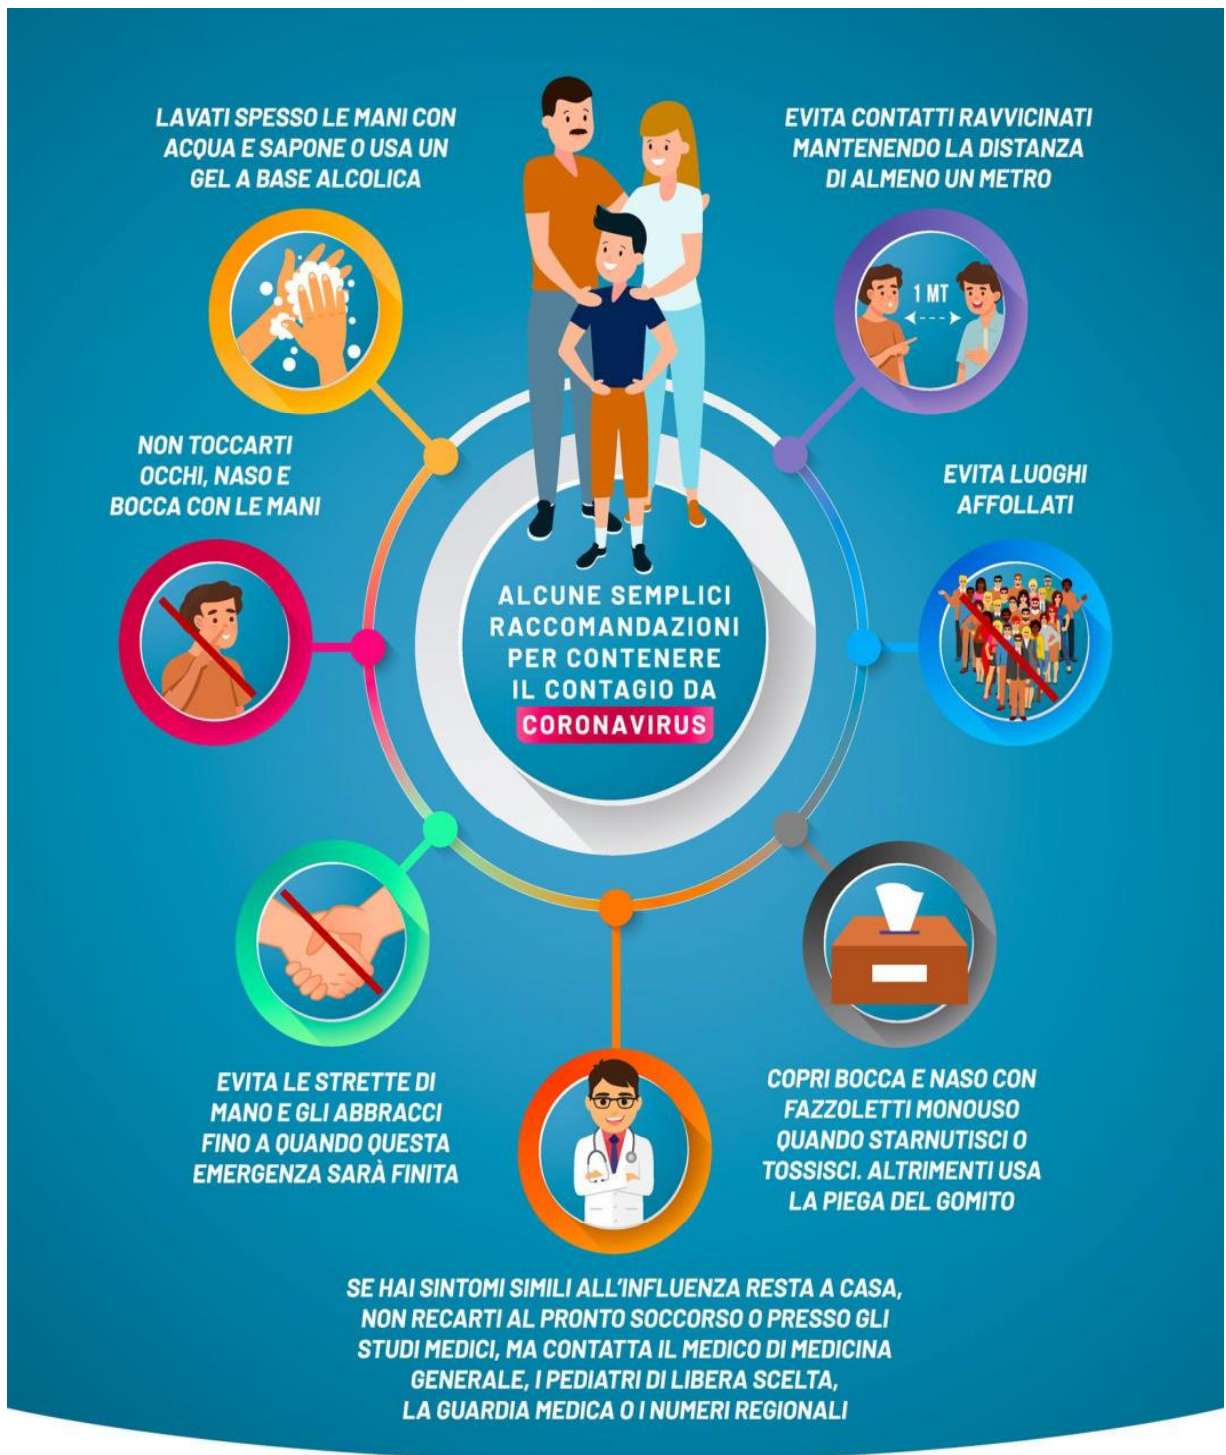 LAVATI SPESSO LE MANI CON
ACQUA E SAPONE O USA UN
GEL A BASE ALCOLICA
EVITA CONTATTI RAVVICINATI
MANTENENDO LA DISTANZA
DI ALMENO UN METRO
1 MT
NON TOCCARTI
OCCHI, NASO E
BOCCA CON LE MANI
EVITA LUOGHI
AFFOLLATI
ALCUNE SEMPLICI
RACCOMANDAZIONI
PER CONTENERE
IL CONTAGIO DA
CORONAVIRUS
EVITA LE STRETTE DI
MANO E GLI ABBRACCI
FINO A QUANDO QUESTA
EMERGENZA SARÀ FINITA
COPRI BOCCA E NASO CON
FAZZOLETTI MONOUSO
QUANDO STARNUTISCI O
TOSSISCI. ALTRIMENTI USA
LA PIEGA DEL GOMITO
SE HAI SINTOMI SIMILI ALL'INFLUENZA RESTA A CASA,
NON RECARTI AL PRONTO SOCCORSO O PRESSO GLI
STUDI MEDICI, MA CONTATTA IL MEDICO DI MEDICINA
GENERALE, I PEDIATRI DI LIBERA SCELTA,
LA GUARDIA MEDICA O I NUMERI REGIONALI